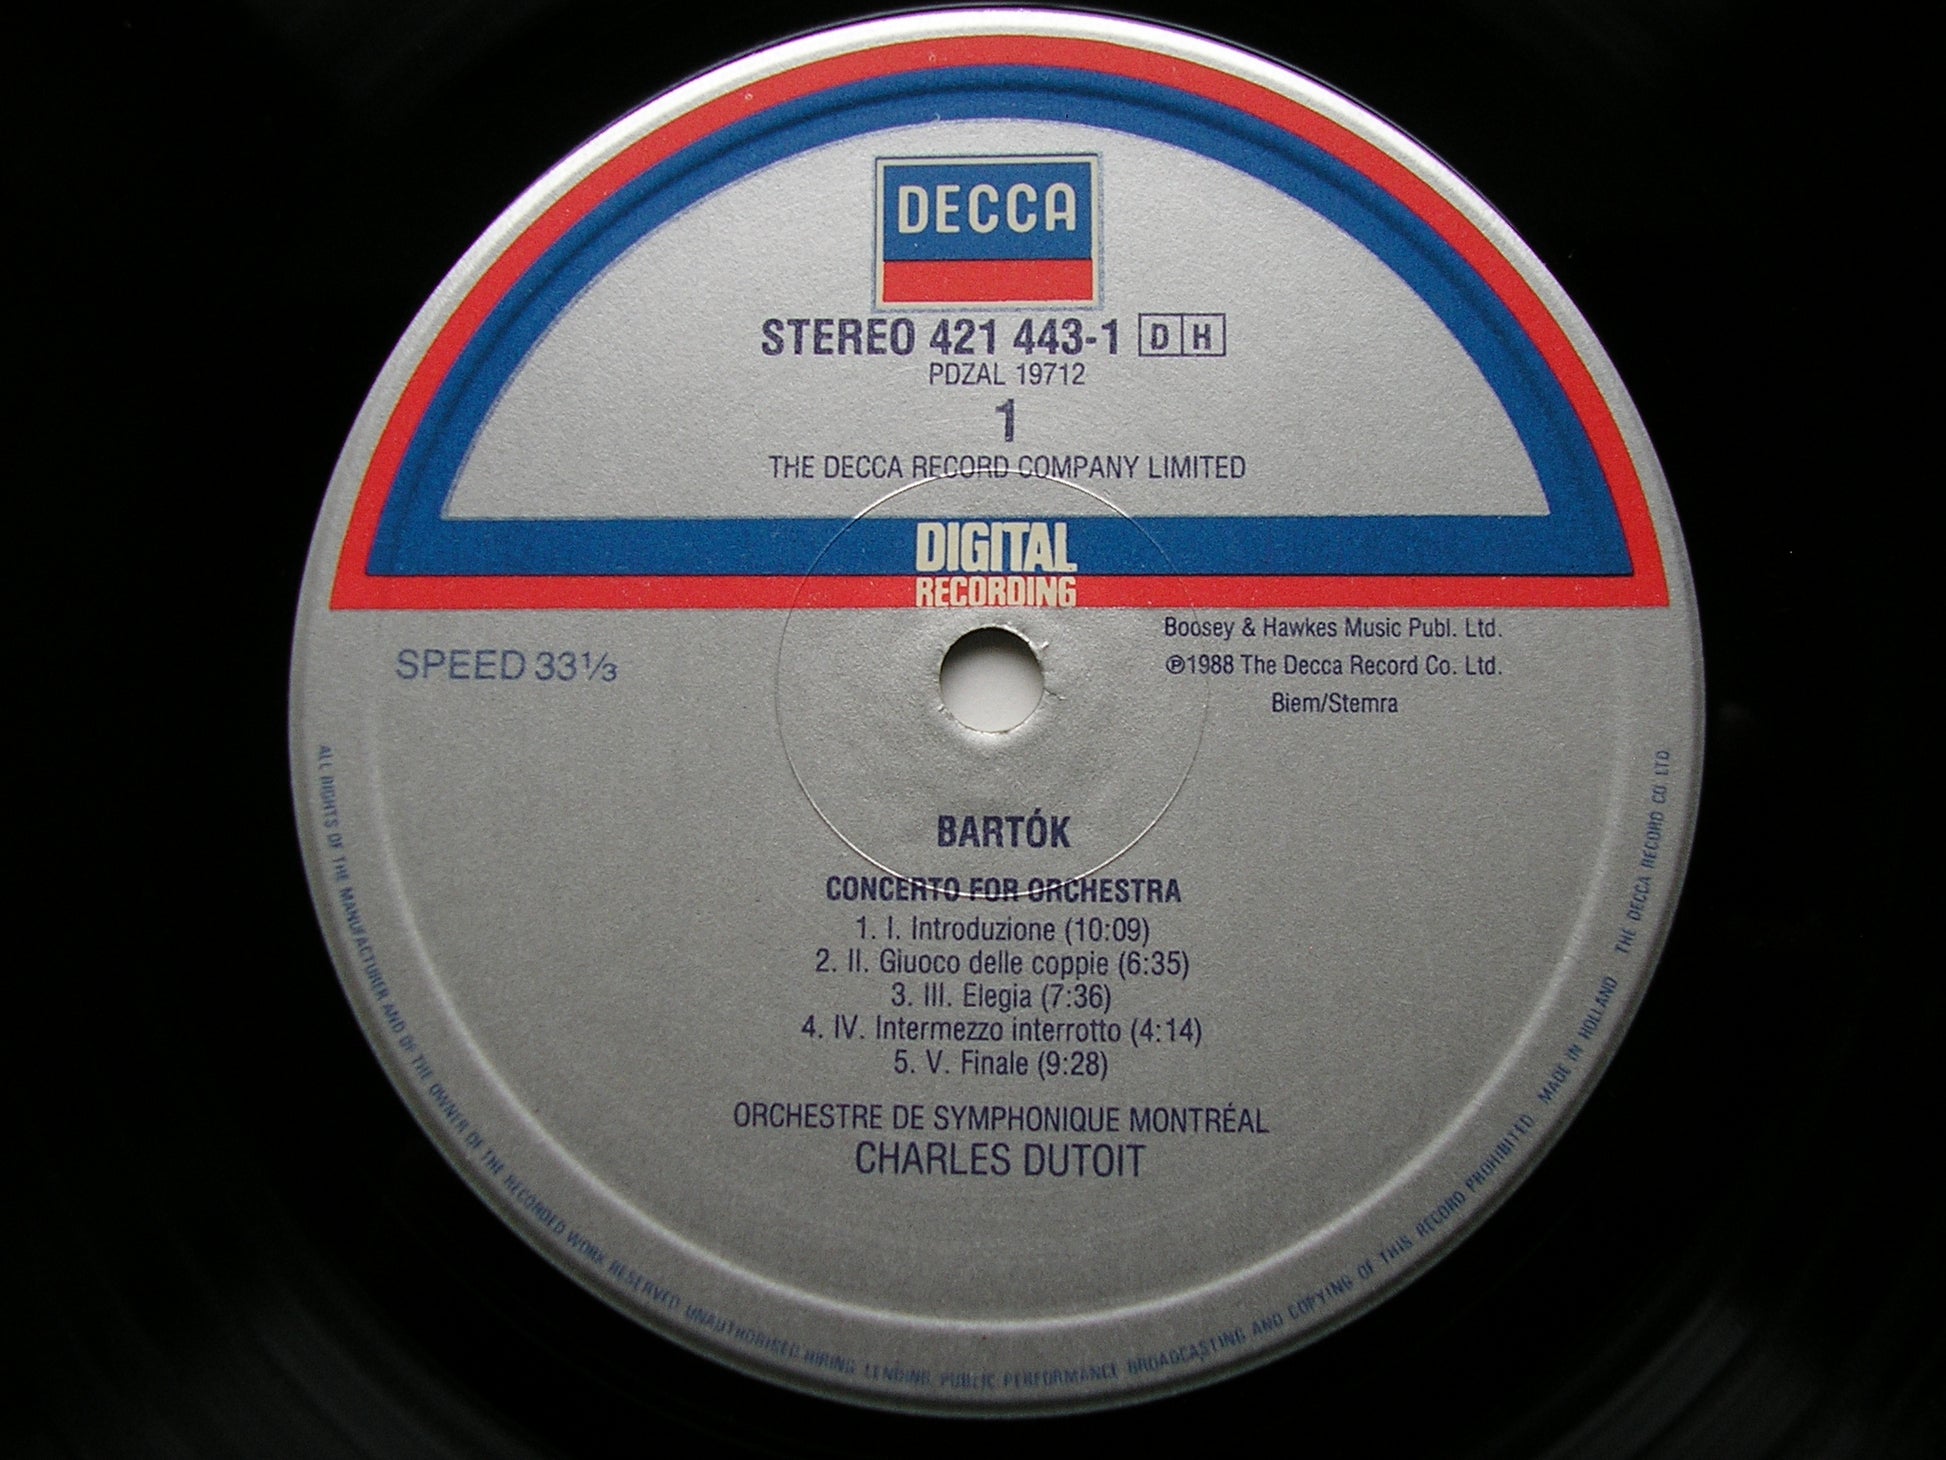 DECCA
STEREO 421 443-1 D H
PDZAL 19712
1
THE DECCA RECORD COMPANY LIMITED
DIGITAL
RECORDING
SPEED 33⅓
Boosey & Hawkes Music Publ. Ltd.
℗1988 The Decca Record Co. Ltd.
Biem/Stemra
BARTÓK
CONCERTO FOR ORCHESTRA
1. I. Introduzione (10:09)
2. II. Giuoco delle coppie (6:35)
3. III. Elegia (7:36)
4. IV. Intermezzo interrotto (4:14)
5. V. Finale (9:28)
ORCHESTRE DE SYMPHONIQUE MONTRÉAL
CHARLES DUTOIT
ALL RIGHTS OF THE MANUFACTURER AND OF THE OWNER OF THE RECORDED WORK RESERVED UNAUTHORISED HIRING, LENDING, PUBLIC PERFORMANCE BROADCASTING AND COPYING OF THIS RECORD PROHIBITED MADE IN HOLLAND THE DECCA RECORD CO LTD